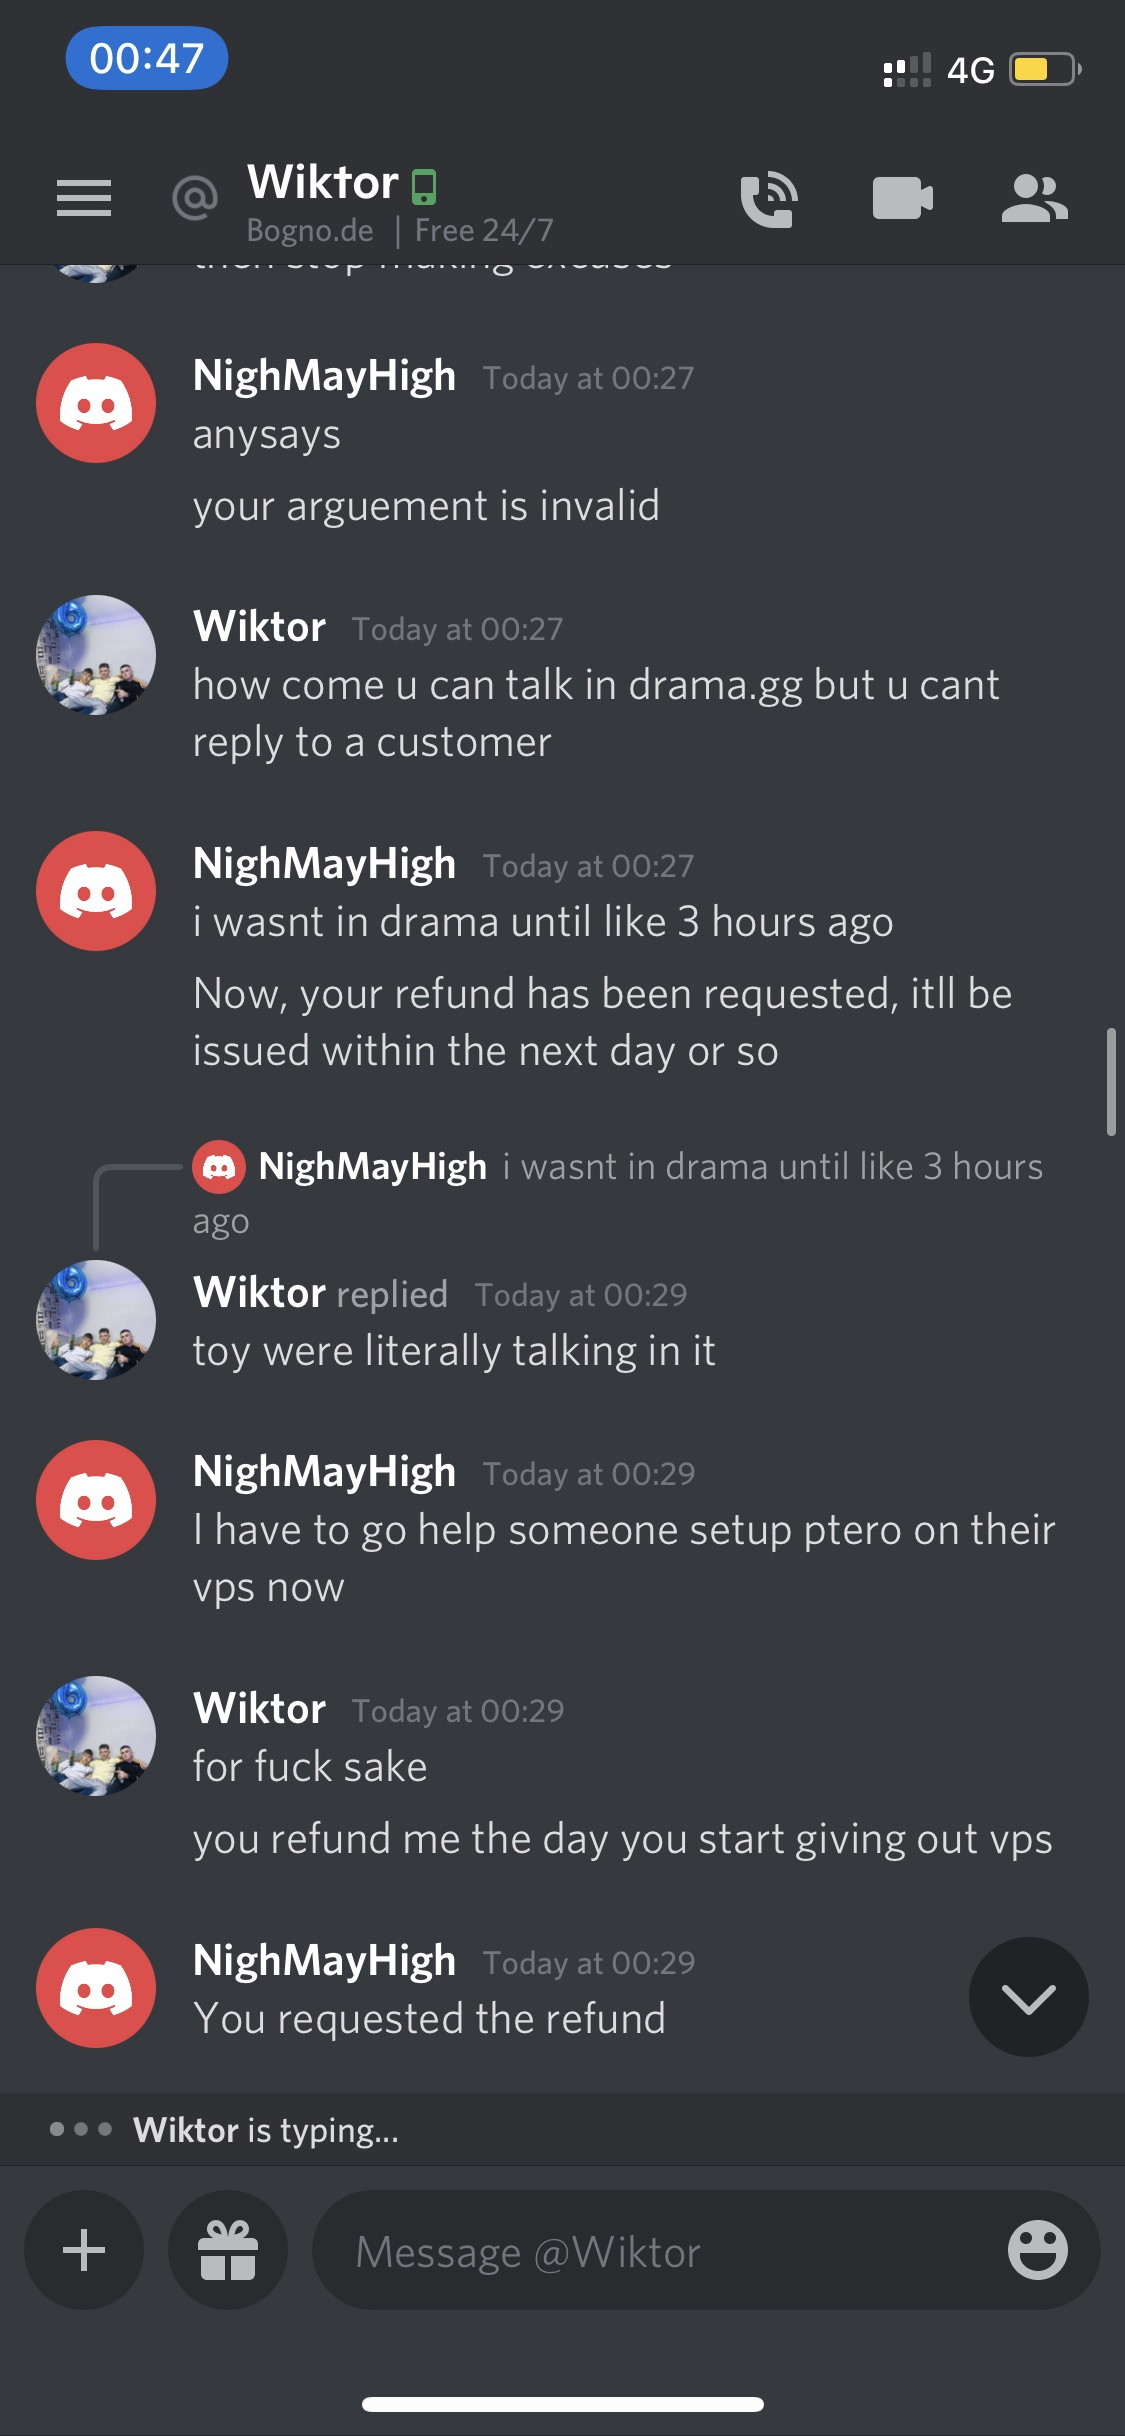 00:47
4G
Wiktor
Bogno.de | Free 24/7
then stop making excuses
NighMayHigh Today at 00:27
anysays
your arguement is invalid
Wiktor Today at 00:27
how come u can talk in drama.gg but u cant
reply to a customer
NighMayHigh Today at 00:27
i wasnt in drama until like 3 hours ago
Now, your refund has been requested, itll be
issued within the next day or so
NighMayHigh i wasnt in drama until like 3 hours
ago
Wiktor replied Today at 00:29
toy were literally talking in it
NighMayHigh Today at 00:29
I have to go help someone setup ptero on their
vps now
Wiktor Today at 00:29
for fuck sake
you refund me the day you start giving out vps
NighMayHigh Today at 00:29
You requested the refund
Wiktor is typing...
Message @Wiktor